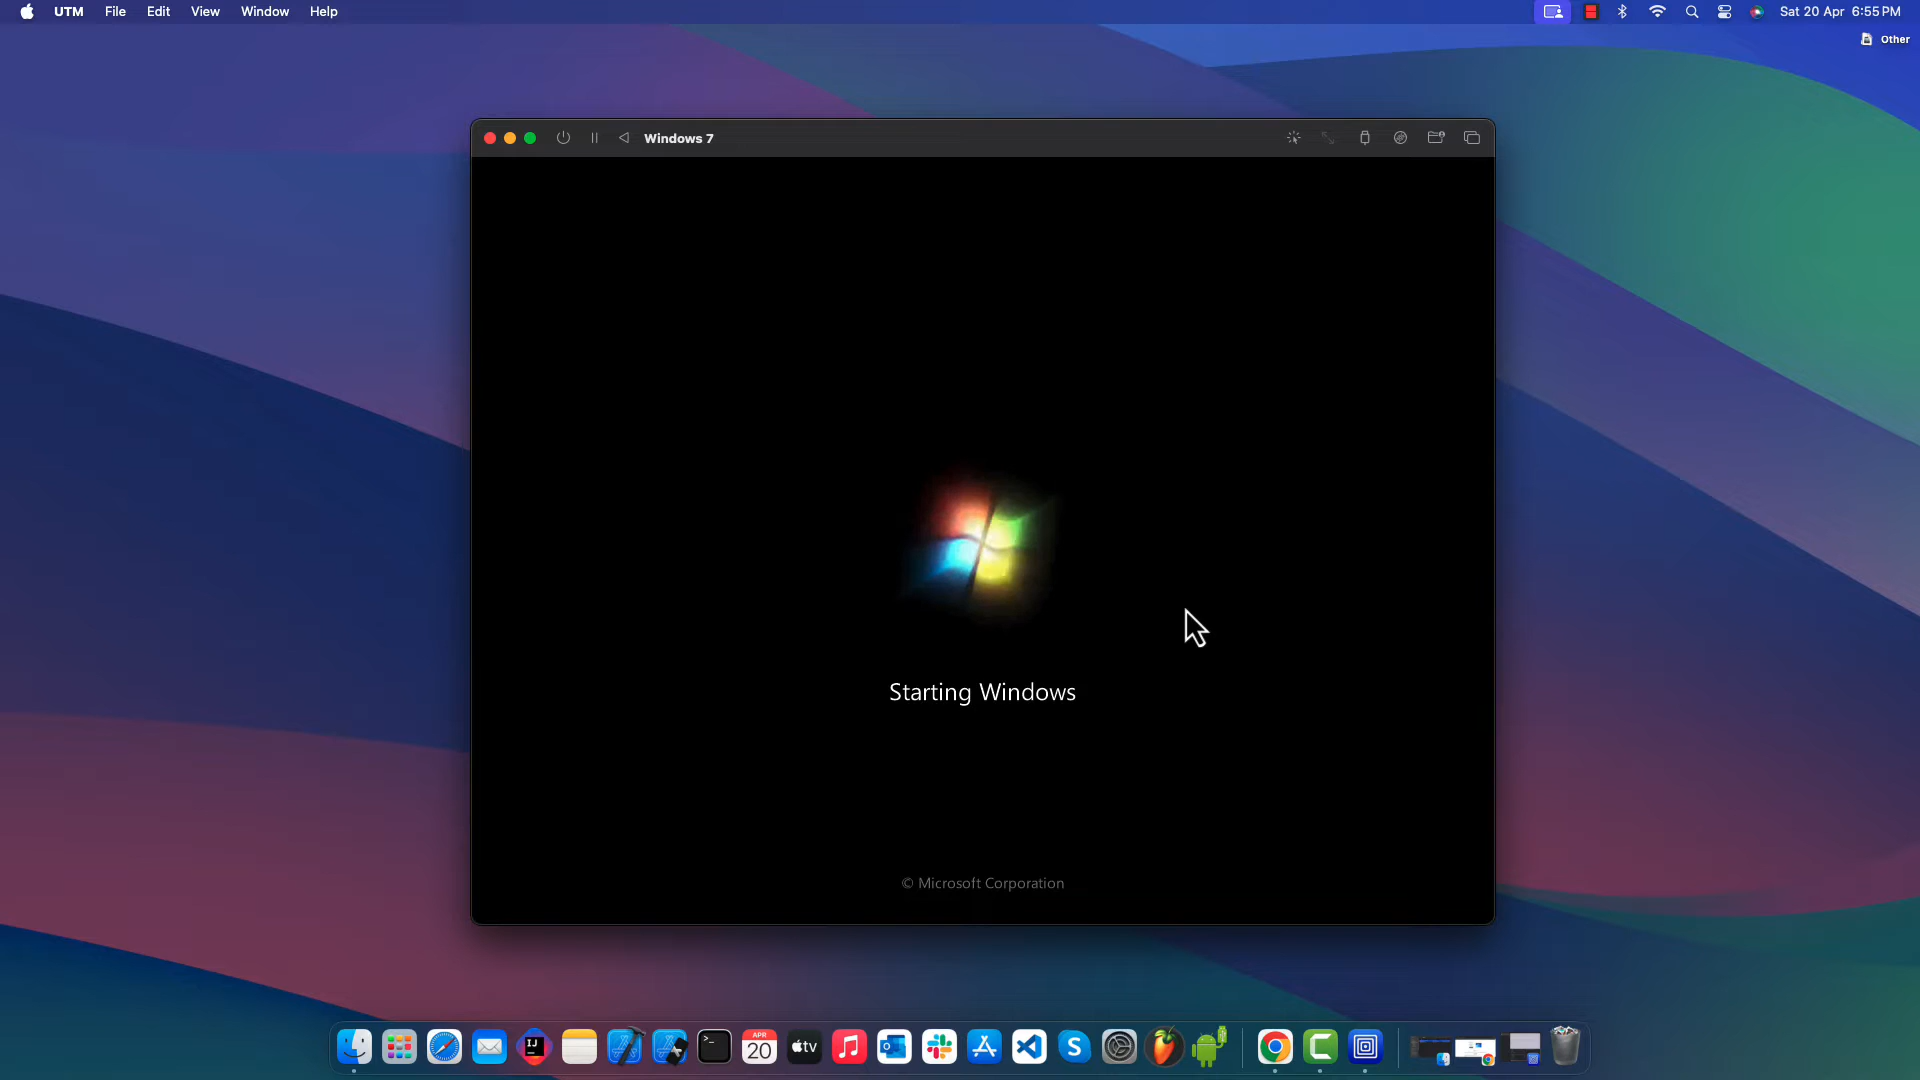 UTM File Edit View Window Help
Sat 20 Apr 6:55 PM
Other
Windows 7
Starting Windows
© Microsoft Corporation
IJ
>_
APR
20
tv
S